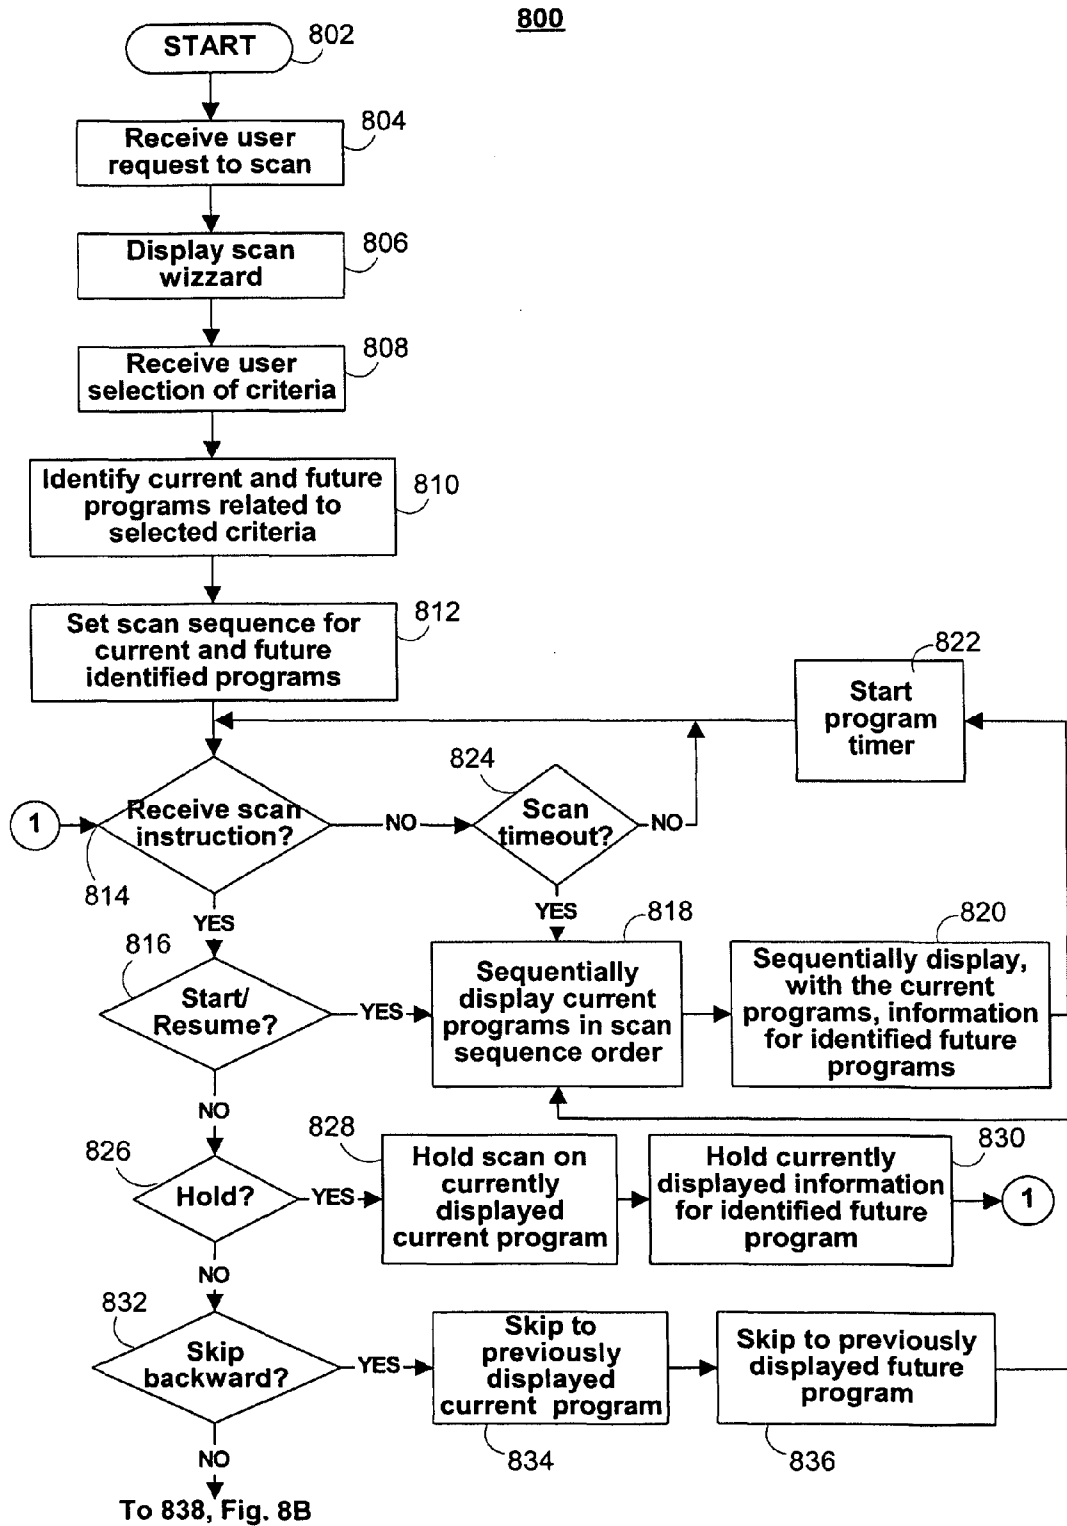 800
START
802
Receive user
request to scan
804
Display scan
wizzard
806
Receive user
selection of criteria
808
Identify current and future
programs related to
selected criteria
810
Set scan sequence for
current and future
identified programs
812
822
Start
program
timer
824
1
Receive scan
instruction?
NO
Scan
timeout?
NO
814
YES
YES
816
818
820
Start/
Resume?
YES
Sequentially
display current
programs in scan
sequence order
Sequentially display,
with the current
programs, information
for identified future
programs
NO
826
828
830
Hold?
YES
Hold scan on
currently
displayed
current program
Hold currently
displayed information
for identified future
program
1
NO
832
Skip
backward?
YES
Skip to
previously
displayed
current program
Skip to previously
displayed future
program
834
836
NO
To 838, Fig. 8B